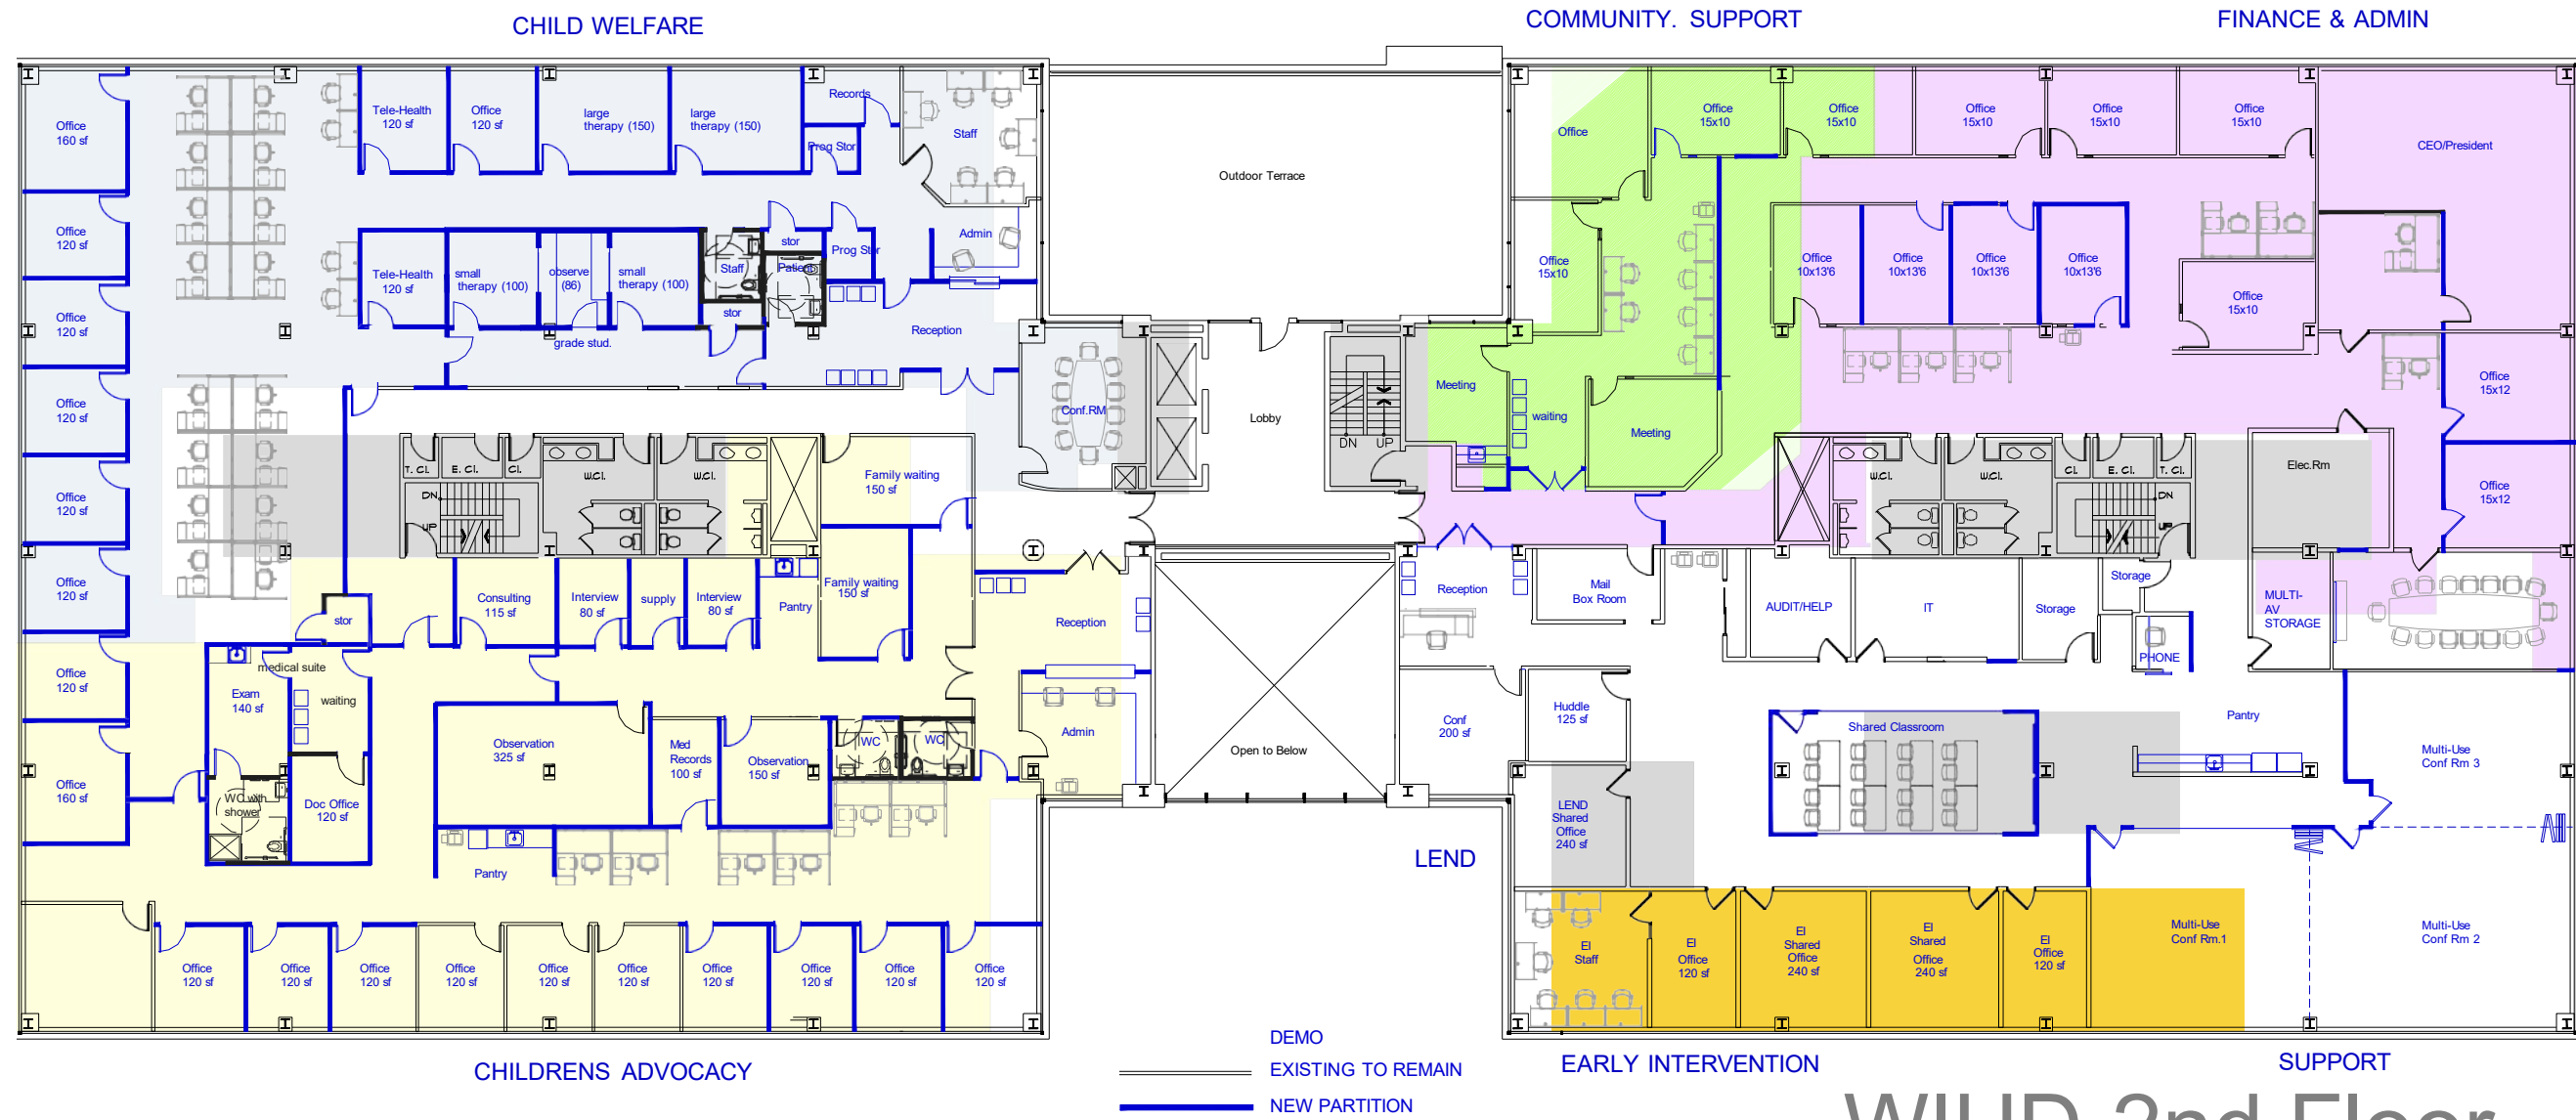 CHILD WELFARE
COMMUNITY. SUPPORT
FINANCE & ADMIN
Office
160 sf
Tele-Health
120 sf
Office
120 sf
large
therapy (150)
large
therapy (150)
Records
Prog Stor
Staff
Outdoor Terrace
Office
Office
15x10
Office
15x10
Office
15x10
Office
15x10
Office
15x10
CEO/President
Office
120 sf
Tele-Health
120 sf
small
therapy (100)
observe
(86)
small
therapy (100)
Staff
stor
Patient
stor
Prog Stor
Admin
Reception
grade stud.
Office
15x10
Office
10x13'6
Office
10x13'6
Office
10x13'6
Office
10x13'6
Office
15x10
Office
120 sf
Office
120 sf
Conf.RM
Lobby
DN
UP
Meeting
waiting
Meeting
Office
15x12
Office
120 sf
T. Cl.
E. Cl.
Cl.
W.Cl.
W.Cl.
DN
UP
Family waiting
150 sf
W.Cl.
W.Cl.
Cl.
E. Cl.
T. Cl.
DN
UP
Elec.Rm
Office
15x12
Office
120 sf
stor
Consulting
115 sf
Interview
80 sf
supply
Interview
80 sf
Pantry
Family waiting
150 sf
Reception
Reception
Mail
Box Room
AUDIT/HELP
IT
Storage
Storage
PHONE
MULTI-
AV
STORAGE
Office
120 sf
medical suite
Exam
140 sf
waiting
Observation
325 sf
Med
Records
100 sf
Observation
150 sf
WC
WC
Admin
Open to Below
Conf
200 sf
Huddle
125 sf
Shared Classroom
Pantry
Multi-Use
Conf Rm 3
Office
160 sf
WC with
shower
Doc Office
120 sf
Pantry
LEND
LEND
Shared
Office
240 sf
Office
120 sf
Office
120 sf
Office
120 sf
Office
120 sf
Office
120 sf
Office
120 sf
Office
120 sf
Office
120 sf
Office
120 sf
Office
120 sf
EI
Staff
EI
Office
120 sf
EI
Shared
Office
240 sf
EI
Shared
Office
240 sf
EI
Office
120 sf
Multi-Use
Conf Rm.1
Multi-Use
Conf Rm 2
CHILDRENS ADVOCACY
DEMO
EXISTING TO REMAIN
NEW PARTITION
EARLY INTERVENTION
SUPPORT
WIHD 2nd Floor